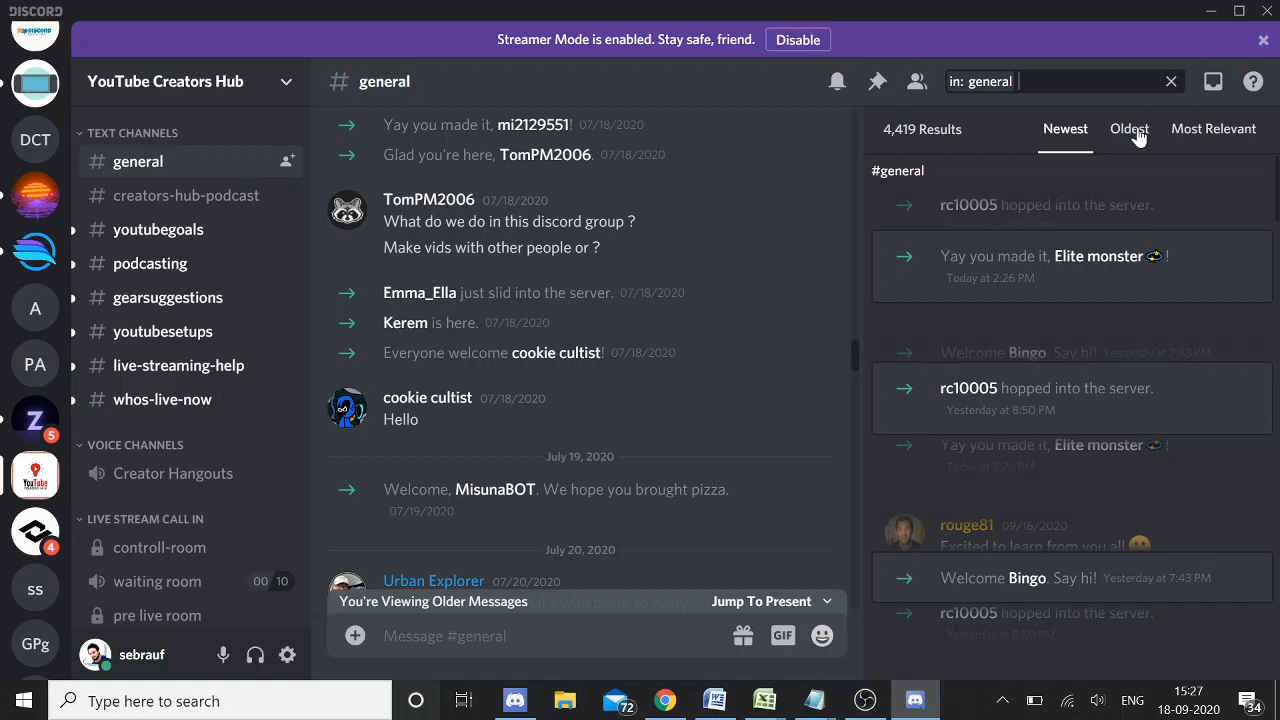 DISCORD
Streamer Mode is enabled. Stay safe, friend. Disable
DISCORD
DCT
A
PA
5
YouTube
4
ss
GPg
YouTube Creators Hub
TEXT CHANNELS
# general
# creators-hub-podcast
# youtubegoals
# podcasting
# gearsuggestions
# youtubesetups
# live-streaming-help
# whos-live-now
VOICE CHANNELS
Creator Hangouts
LIVE STREAM CALL IN
controll-room
waiting room 00 10
pre live room
sebrauf
# general
Yay you made it, mi2129551! 07/18/2020
Glad you're here, TomPM2006. 07/18/2020
TomPM2006 07/18/2020
What do we do in this discord group ?
Make vids with other people or ?
Emma_Ella just slid into the server. 07/18/2020
Kerem is here. 07/18/2020
Everyone welcome cookie cultist! 07/18/2020
cookie cultist 07/18/2020
Hello
July 19, 2020
Welcome, MisunaBOT. We hope you brought pizza.
07/19/2020
July 20, 2020
Urban Explorer 07/20/2020
You're Viewing Older Messages Jump To Present
Message #general
GIF
in: general
4,419 Results Newest Oldest Most Relevant
#general
rc10005 hopped into the server.
Yay you made it, Elite monster !
Today at 2:26 PM
Welcome Bingo. Say hi! Yesterday at 7:43 PM
rc10005 hopped into the server.
Yesterday at 8:50 PM
Yay you made it, Elite monster !
Today at 2:26 PM
rouge81 09/16/2020
Excited to learn from you all
Welcome Bingo. Say hi! Yesterday at 7:43 PM
rc10005 hopped into the server.
Yesterday at 8:50 PM
Type here to search
72
ENG
15:27
18-09-2020
34